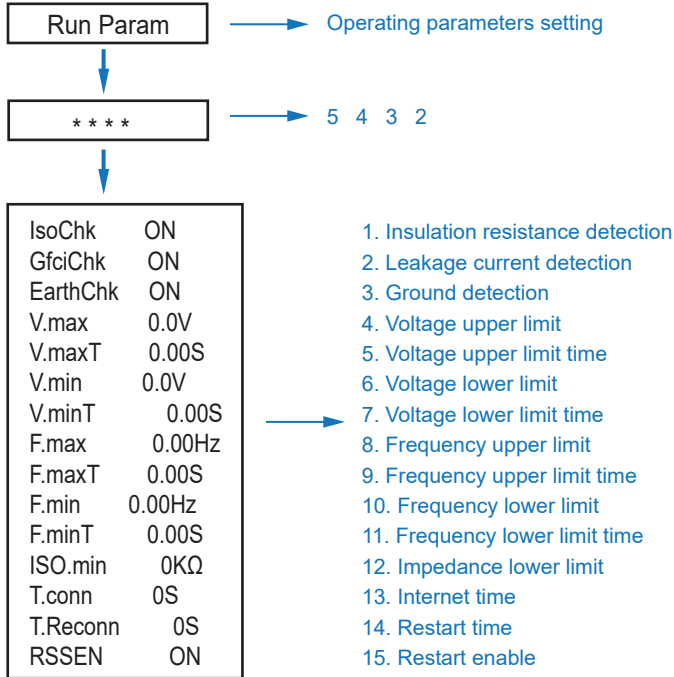 Run Param
Operating parameters setting
* * * *
5 4 3 2
IsoChk ON
GfciChk ON
EarthChk ON
V.max 0.0V
V.maxT 0.00S
V.min 0.0V
V.minT 0.00S
F.max 0.00Hz
F.maxT 0.00S
F.min 0.00Hz
F.minT 0.00S
ISO.min 0KΩ
T.conn 0S
T.Reconn 0S
RSSEN ON
1. Insulation resistance detection
2. Leakage current detection
3. Ground detection
4. Voltage upper limit
5. Voltage upper limit time
6. Voltage lower limit
7. Voltage lower limit time
8. Frequency upper limit
9. Frequency upper limit time
10. Frequency lower limit
11. Frequency lower limit time
12. Impedance lower limit
13. Internet time
14. Restart time
15. Restart enable